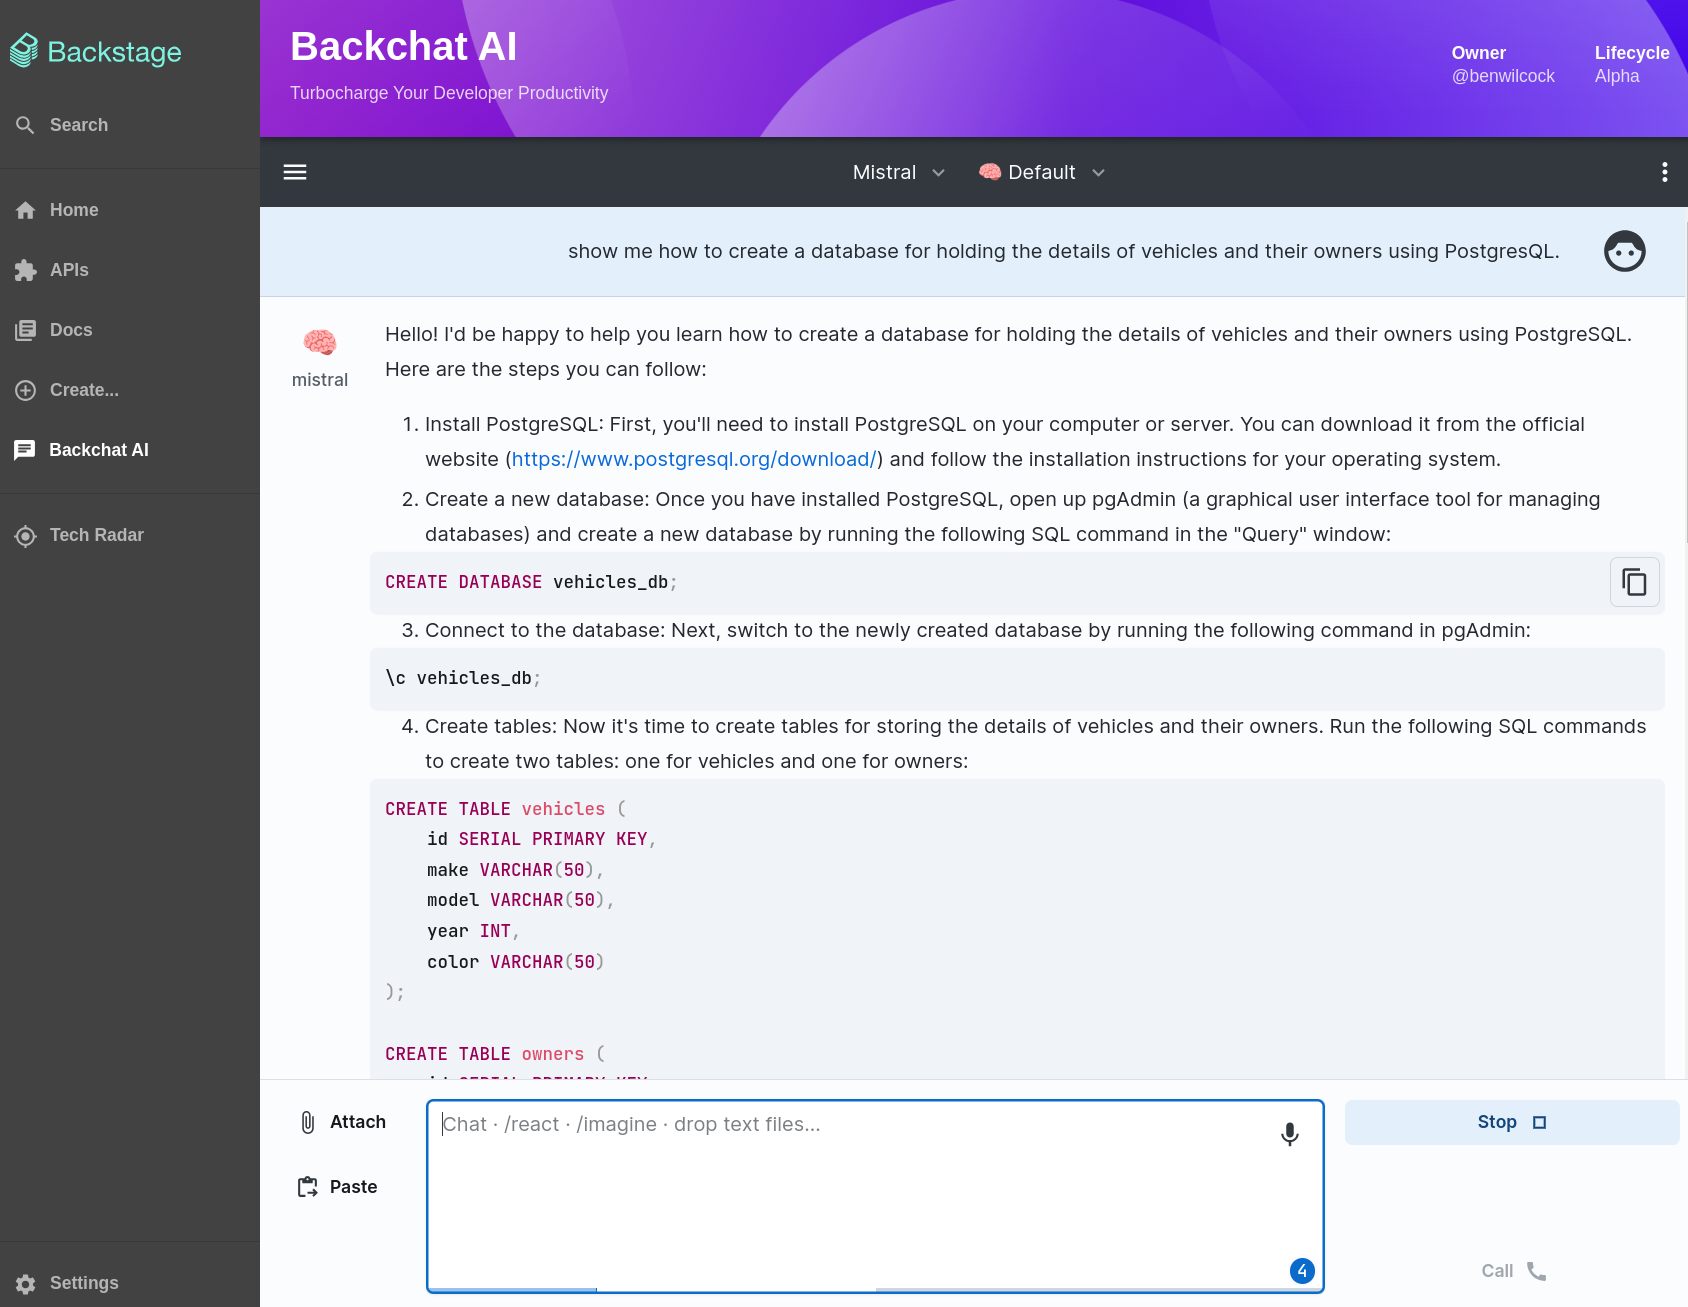 Backstage
Search
Home
APIs
Docs
Create...
Backchat AI
Tech Radar
Settings
Backchat AI
Turbocharge Your Developer Productivity
Owner
@benwilcock
Lifecycle
Alpha
Mistral
Default
show me how to create a database for holding the details of vehicles and their owners using PostgresQL.
mistral
Hello! I'd be happy to help you learn how to create a database for holding the details of vehicles and their owners using PostgreSQL.
Here are the steps you can follow:
1. Install PostgreSQL: First, you'll need to install PostgreSQL on your computer or server. You can download it from the official
website (https://www.postgresql.org/download/) and follow the installation instructions for your operating system.
2. Create a new database: Once you have installed PostgreSQL, open up pgAdmin (a graphical user interface tool for managing
databases) and create a new database by running the following SQL command in the "Query" window:
CREATE DATABASE vehicles_db;
3. Connect to the database: Next, switch to the newly created database by running the following command in pgAdmin:
\c vehicles_db;
4. Create tables: Now it's time to create tables for storing the details of vehicles and their owners. Run the following SQL commands
to create two tables: one for vehicles and one for owners:
CREATE TABLE vehicles (
    id SERIAL PRIMARY KEY,
    make VARCHAR(50),
    model VARCHAR(50),
    year INT,
    color VARCHAR(50)
);
CREATE TABLE owners (
Attach
Paste
Chat · /react · /imagine · drop text files...
4
Stop
Call